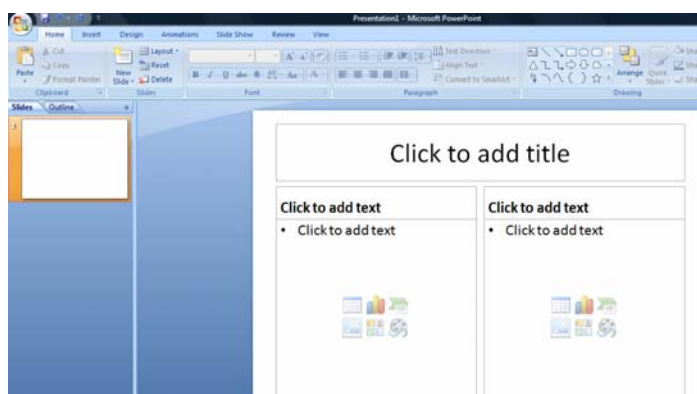 Presentation1 - Microsoft PowerPoint
Home Insert Design Animations Slide Show Review View
Cut
Copy
Format Painter
Paste
Clipboard
New
Slide
Layout
Reset
Delete
Slides
Font
Text Direction
Align Text
Convert to SmartArt
Paragraph
Arrange
Quick
Styles
Drawing
Slides Outline
Click to add title
Click to add text
• Click to add text
Click to add text
• Click to add text